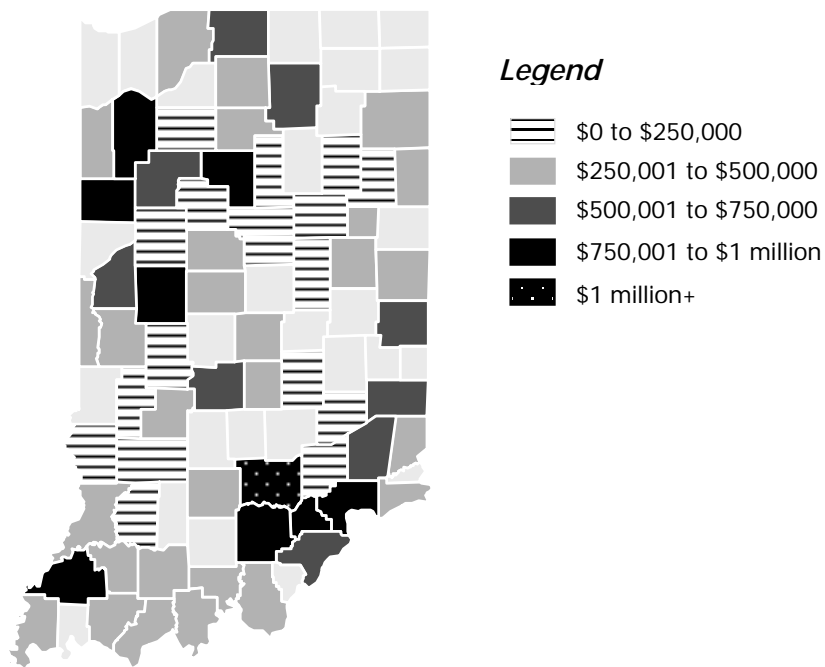 Legend
$0 to $250,000
$250,001 to $500,000
$500,001 to $750,000
$750,001 to $1 million
$1 million+